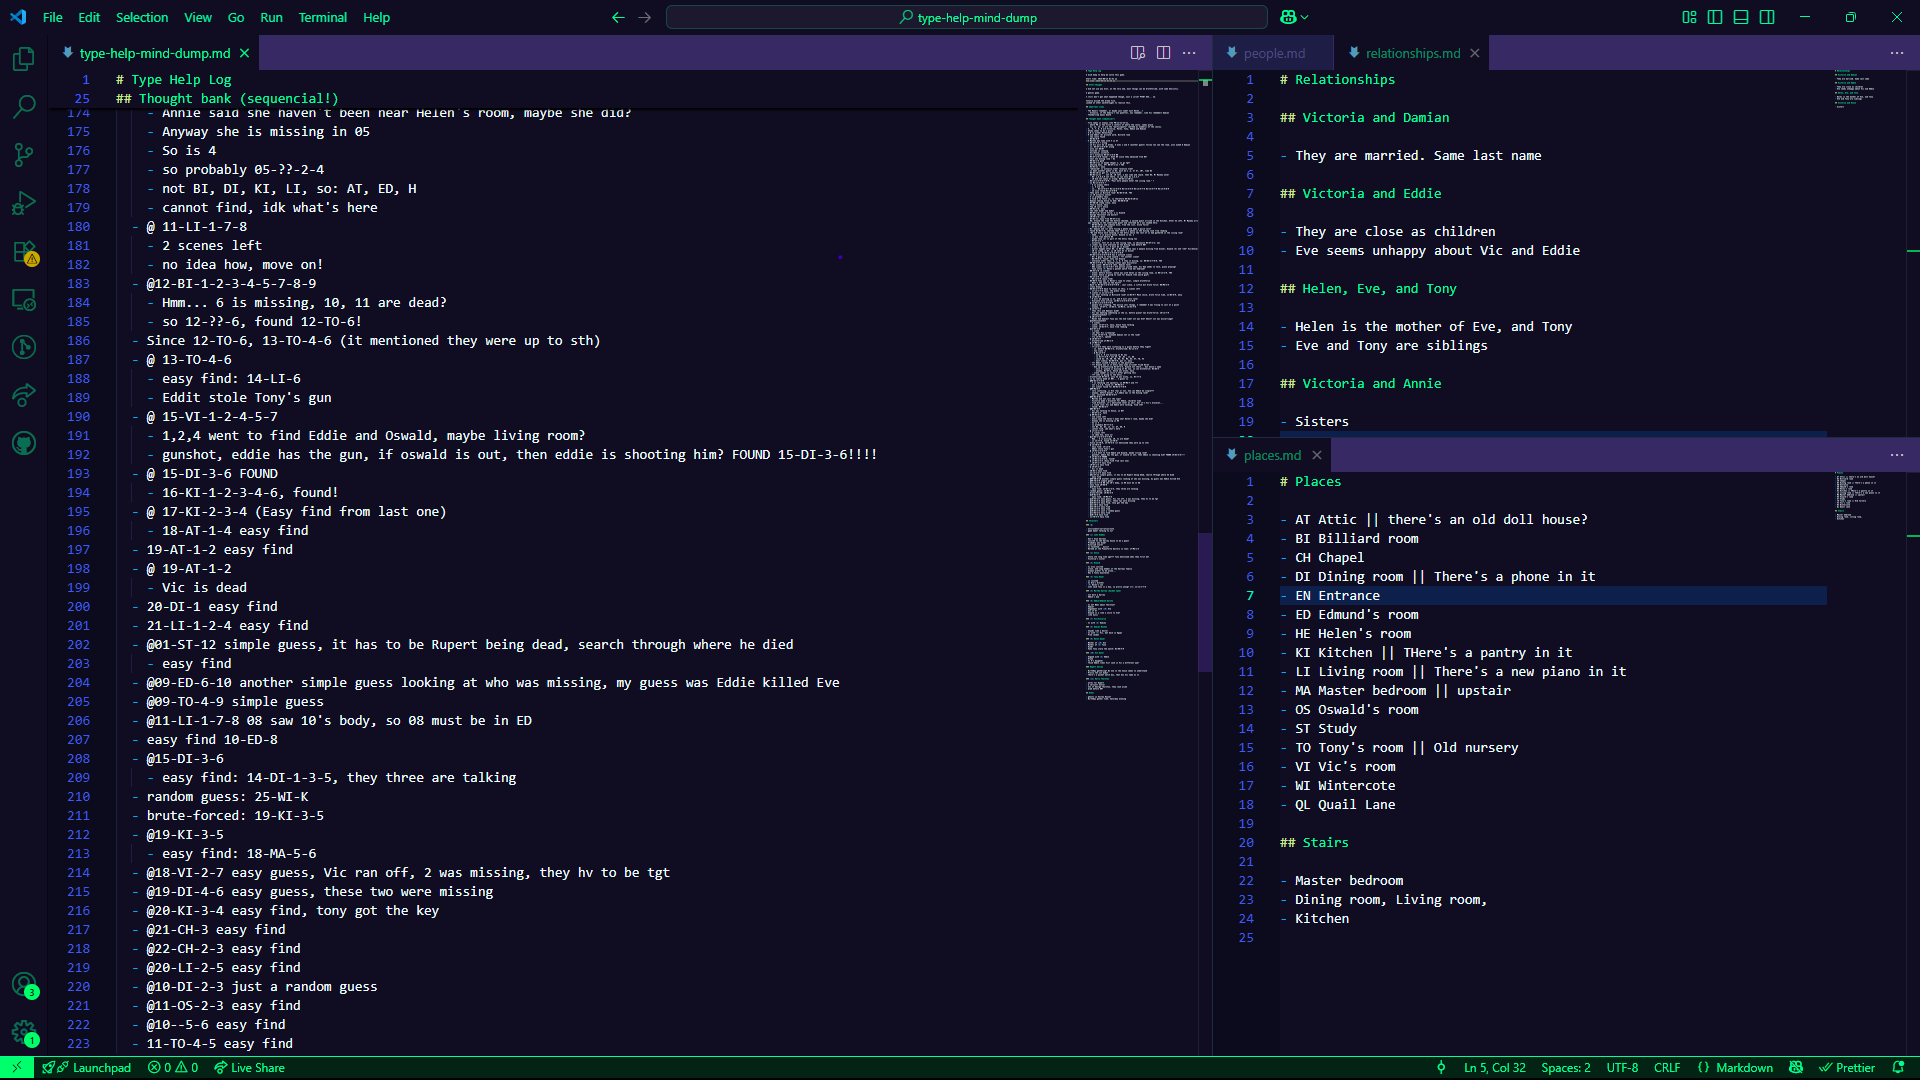 File Edit Selection View Go Run Terminal Help
type-help-mind-dump
type-help-mind-dump.md
1 # Type Help Log
25 ## Thought bank (sequencial!)
174 - Annie said she haven't been near Helen's room, maybe she did?
175 - Anyway she is missing in 05
176 - So is 4
177 - so probably 05-??-2-4
178 - not BI, DI, KI, LI, so: AT, ED, H
179 - cannot find, idk what's here
180 - @ 11-LI-1-7-8
181 - 2 scenes left
182 - no idea how, move on!
183 - @12-BI-1-2-3-4-5-7-8-9
184 - Hmm... 6 is missing, 10, 11 are dead?
185 - so 12-??-6, found 12-TO-6!
186 - Since 12-TO-6, 13-TO-4-6 (it mentioned they were up to sth)
187 - @ 13-TO-4-6
188 - easy find: 14-LI-6
189 - Eddit stole Tony's gun
190 - @ 15-VI-1-2-4-5-7
191 - 1,2,4 went to find Eddie and Oswald, maybe living room?
192 - gunshot, eddie has the gun, if oswald is out, then eddie is shooting him? FOUND 15-DI-3-6!!!!
193 - @ 15-DI-3-6 FOUND
194 - 16-KI-1-2-3-4-6, found!
195 - @ 17-KI-2-3-4 (Easy find from last one)
196 - 18-AT-1-4 easy find
197 - 19-AT-1-2 easy find
198 - @ 19-AT-1-2
199 - Vic is dead
200 - 20-DI-1 easy find
201 - 21-LI-1-2-4 easy find
202 - @01-ST-12 simple guess, it has to be Rupert being dead, search through where he died
203 - easy find
204 - @09-ED-6-10 another simple guess looking at who was missing, my guess was Eddie killed Eve
205 - @09-TO-4-9 simple guess
206 - @11-LI-1-7-8 08 saw 10's body, so 08 must be in ED
207 - easy find 10-ED-8
208 - @15-DI-3-6
209 - easy find: 14-DI-1-3-5, they three are talking
210 - random guess: 25-WI-K
211 - brute-forced: 19-KI-3-5
212 - @19-KI-3-5
213 - easy find: 18-MA-5-6
214 - @18-VI-2-7 easy guess, Vic ran off, 2 was missing, they hv to be tgt
215 - @19-DI-4-6 easy guess, these two were missing
216 - @20-KI-3-4 easy find, tony got the key
217 - @21-CH-3 easy find
218 - @22-CH-2-3 easy find
219 - @20-LI-2-5 easy find
220 - @10-DI-2-3 just a random guess
221 - @11-OS-2-3 easy find
222 - @10--5-6 easy find
223 - 11-TO-4-5 easy find
people.md
relationships.md
1 # Relationships
2
3 ## Victoria and Damian
4
5 - They are married. Same last name
6
7 ## Victoria and Eddie
8
9 - They are close as children
10 - Eve seems unhappy about Vic and Eddie
11
12 ## Helen, Eve, and Tony
13
14 - Helen is the mother of Eve, and Tony
15 - Eve and Tony are siblings
16
17 ## Victoria and Annie
18
19 - Sisters
places.md
1 # Places
2
3 - AT Attic || there's an old doll house?
4 - BI Billiard room
5 - CH Chapel
6 - DI Dining room || There's a phone in it
7 - EN Entrance
8 - ED Edmund's room
9 - HE Helen's room
10 - KI Kitchen || THere's a pantry in it
11 - LI Living room || There's a new piano in it
12 - MA Master bedroom || upstair
13 - OS Oswald's room
14 - ST Study
15 - TO Tony's room || Old nursery
16 - VI Vic's room
17 - WI Wintercote
18 - QL Quail Lane
19
20 ## Stairs
21
22 - Master bedroom
23 - Dining room, Living room,
24 - Kitchen
25
3
1
Launchpad 0 0 Live Share
Ln 5, Col 32 Spaces: 2 UTF-8 CRLF {} Markdown Prettier